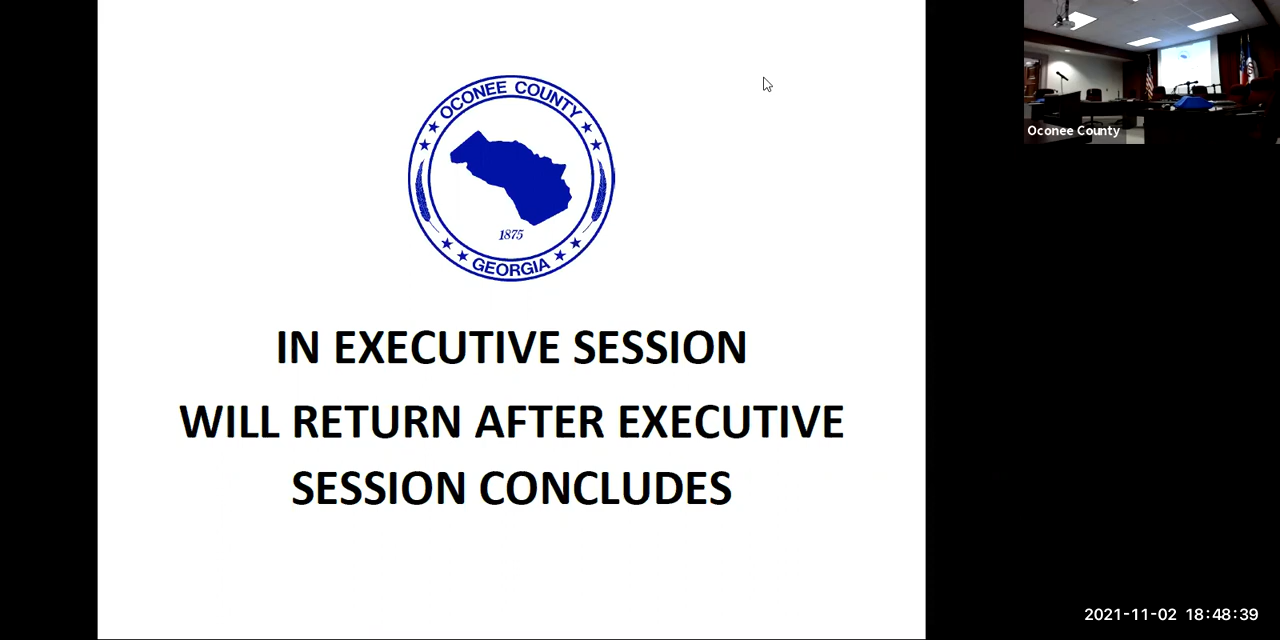 OCONEE COUNTY
1875
GEORGIA
IN EXECUTIVE SESSION
WILL RETURN AFTER EXECUTIVE
SESSION CONCLUDES
Oconee County
2021-11-02 18:48:39